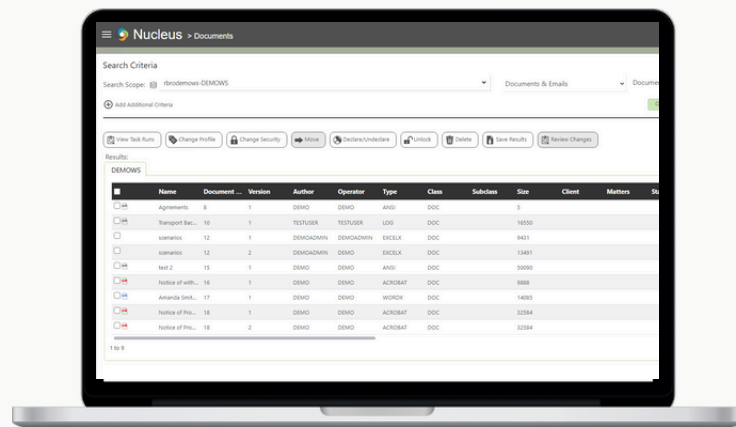 Nucleus > Documents
Search Criteria
Search Scope: rbrodemows-DEMOWS Documents & Emails Documen
Add Additional Criteria
View Task Runs Change Profile Change Security Move Declare/Undeclare Unlock Delete Save Results Review Changes
Results:
DEMOWS
Name Document ... Version Author Operator Type Class Subclass Size Client Matters Sta
Agreements 8 1 DEMO DEMO ANSI DOC 5
Transport Bac... 10 1 TESTUSER TESTUSER LOG DOC 16550
scenarios 12 1 DEMOADMIN DEMOADMIN EXCELX DOC 9431
scenarios 12 2 DEMOADMIN DEMO EXCELX DOC 13491
test 2 15 1 DEMO DEMO ANSI DOC 50090
Notice of with... 16 1 DEMO DEMO ACROBAT DOC 8888
Amanda Smit... 17 1 DEMO DEMO WORDX DOC 14085
Notice of Pro... 18 1 DEMO DEMO ACROBAT DOC 32584
Notice of Pro... 18 2 DEMO DEMO ACROBAT DOC 32584
1 to 9